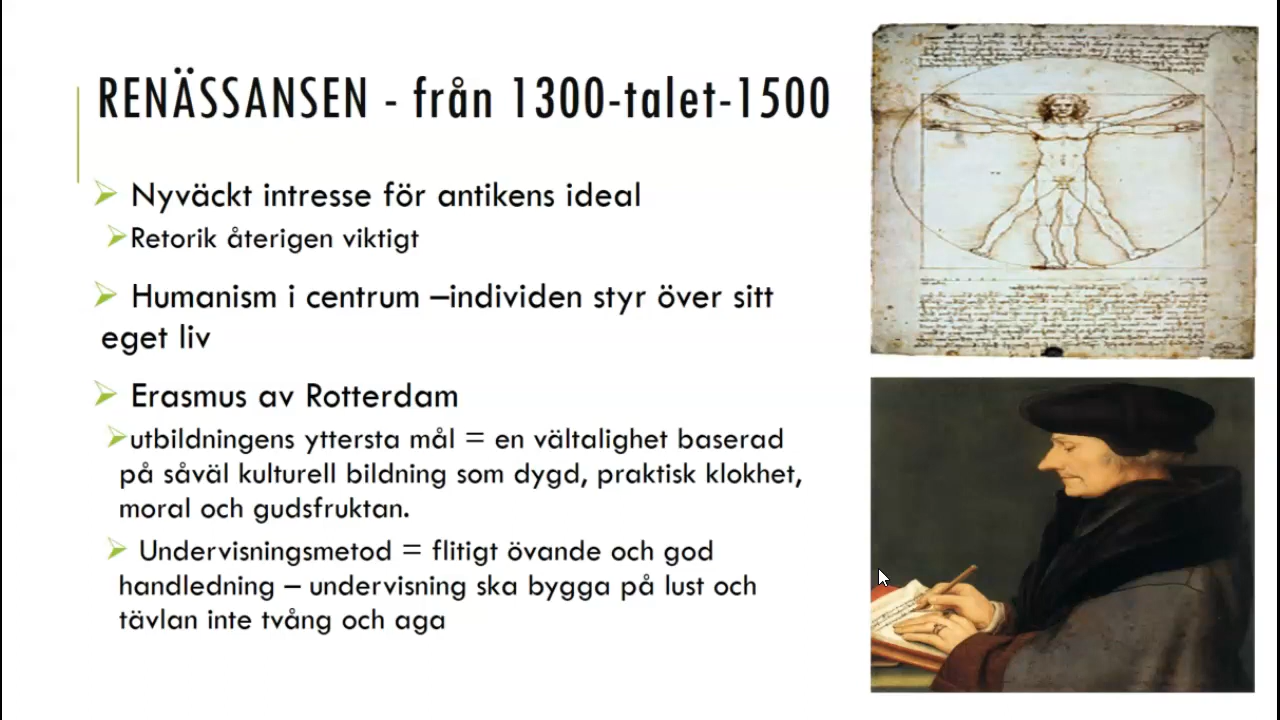 RENÄSSANSEN - från 1300-talet-1500
Nyväckt intresse för antikens ideal
Retorik återigen viktigt
Humanism i centrum –individen styr över sitt
eget liv
Erasmus av Rotterdam
utbildningens yttersta mål = en vältalighet baserad
på såväl kulturell bildning som dygd, praktisk klokhet,
moral och gudsfruktan.
Undervisningsmetod = flitigt övande och god
handledning – undervisning ska bygga på lust och
tävlan inte tvång och aga